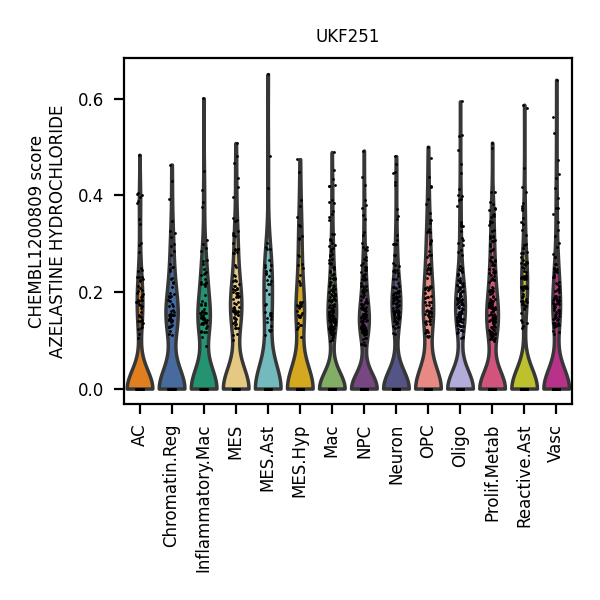 UKF251
CHEMBL1200809 score
AZELASTINE HYDROCHLORIDE
0.6
0.4
0.2
0.0
AC
Chromatin.Reg
Inflammatory.Mac
MES
MES.Ast
MES.Hyp
Mac
NPC
Neuron
OPC
Oligo
Prolif.Metab
Reactive.Ast
Vasc